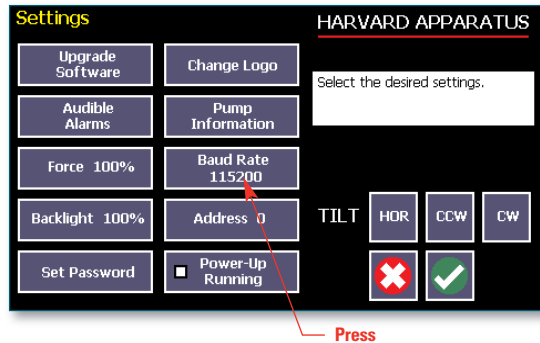 Settings
HARVARD APPARATUS
Upgrade
Software
Change Logo
Select the desired settings.
Audible
Alarms
Pump
Information
Force 100%
Baud Rate
115200
Backlight 100%
Address 0
TILT
HOR
CCW
CW
Set Password
Power-Up
Running
Press